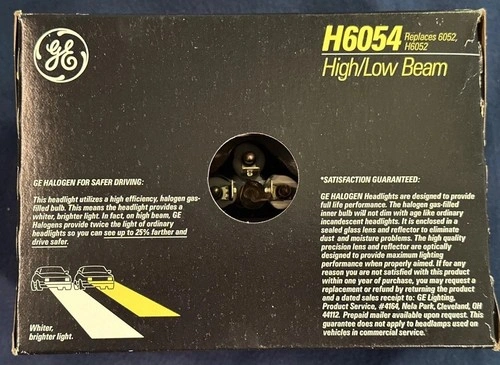 GE
H6054 Replaces 6052,
H6052
High/Low Beam
GE HALOGEN FOR SAFER DRIVING:
This headlight utilizes a high efficiency, halogen gas-
filled bulb. This means the headlight provides a
whiter, brighter light. In fact, on high beam, GE
Halogens provide twice the light of ordinary
headlights so you can see up to 25% farther and
drive safer.
Whiter,
brighter light.
*SATISFACTION GUARANTEED:
GE HALOGEN Headlights are designed to provide
full life performance. The halogen gas-filled
inner bulb will not dim with age like ordinary
incandescent headlights. It is enclosed in a
sealed glass lens and reflector to eliminate
dust and moisture problems. The high quality
precision lens and reflector are optically
designed to provide maximum lighting
performance when properly aimed. If for any
reason you are not satisfied with this product
within one year of purchase, you may request a
replacement or refund by returning the product
and a dated sales receipt to: GE Lighting,
Product Service, #4154, Nela Park, Cleveland, OH
44112. Prepaid mailer available upon request. This
guarantee does not apply to headlamps used on
vehicles in commercial service.